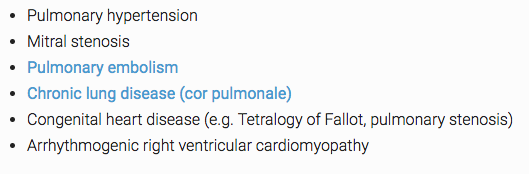 Pulmonary hypertension
Mitral stenosis
Pulmonary embolism
Chronic lung disease (cor pulmonale)
Congenital heart disease (e.g. Tetralogy of Fallot, pulmonary stenosis)
Arrhythmogenic right ventricular cardiomyopathy